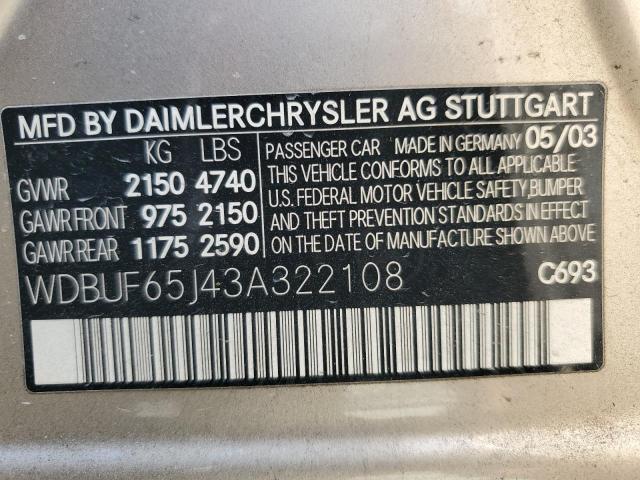 MFD BY DAIMLERCHRYSLER AG STUTTGART
KG LBS
GVWR 2150 4740
GAWR FRONT 975 2150
GAWR REAR 1175 2590
PASSENGER CAR MADE IN GERMANY 05/03
THIS VEHICLE CONFORMS TO ALL APPLICABLE
U.S. FEDERAL MOTOR VEHICLE SAFETY, BUMPER
AND THEFT PREVENTION STANDARDS IN EFFECT
ON THE DATE OF MANUFACTURE SHOWN ABOVE.
WDBUF65J43A322108 C693